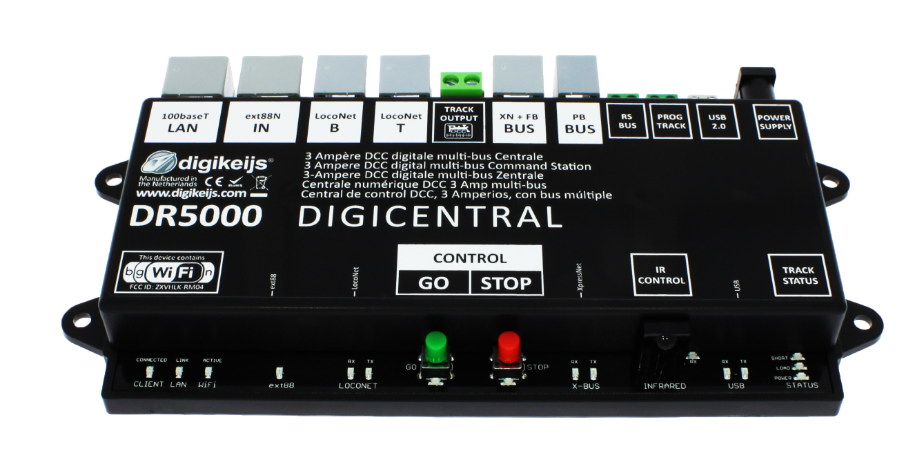 100baseT
LAN
ext88N
IN
LocoNet
B
LocoNet
T
TRACK
OUTPUT
XN + FB
BUS
PB
BUS
RS
BUS
PROG
TRACK
USB
2.0
POWER
SUPPLY
digikeijs®
Manufactured in
the Netherlands CE
www.digikeijs.com
3 Ampère DCC digitale multi-bus Centrale
3 Ampere DCC digital multi-bus Command Station
3-Ampere DCC digitale multi-bus Zentrale
Centrale numérique DCC 3 Amp multi-bus
Central de control DCC, 3 Amperios, con bus múltiple
DR5000 DIGICENTRAL
This device contains
bg WiFi n
FCC ID: ZXVHLK-RM04
ext88
LocoNet
CONTROL
GO STOP
XpressNet
IR
CONTROL
USB
TRACK
STATUS
CONNECTED LINK ACTIVE
CLIENT LAN WiFi
ext88
RX TX
LOCONET
GO
STOP
RX TX
X-BUS
RX
INFRARED
RX TX
USB
SHORT
LOAD
POWER
STATUS